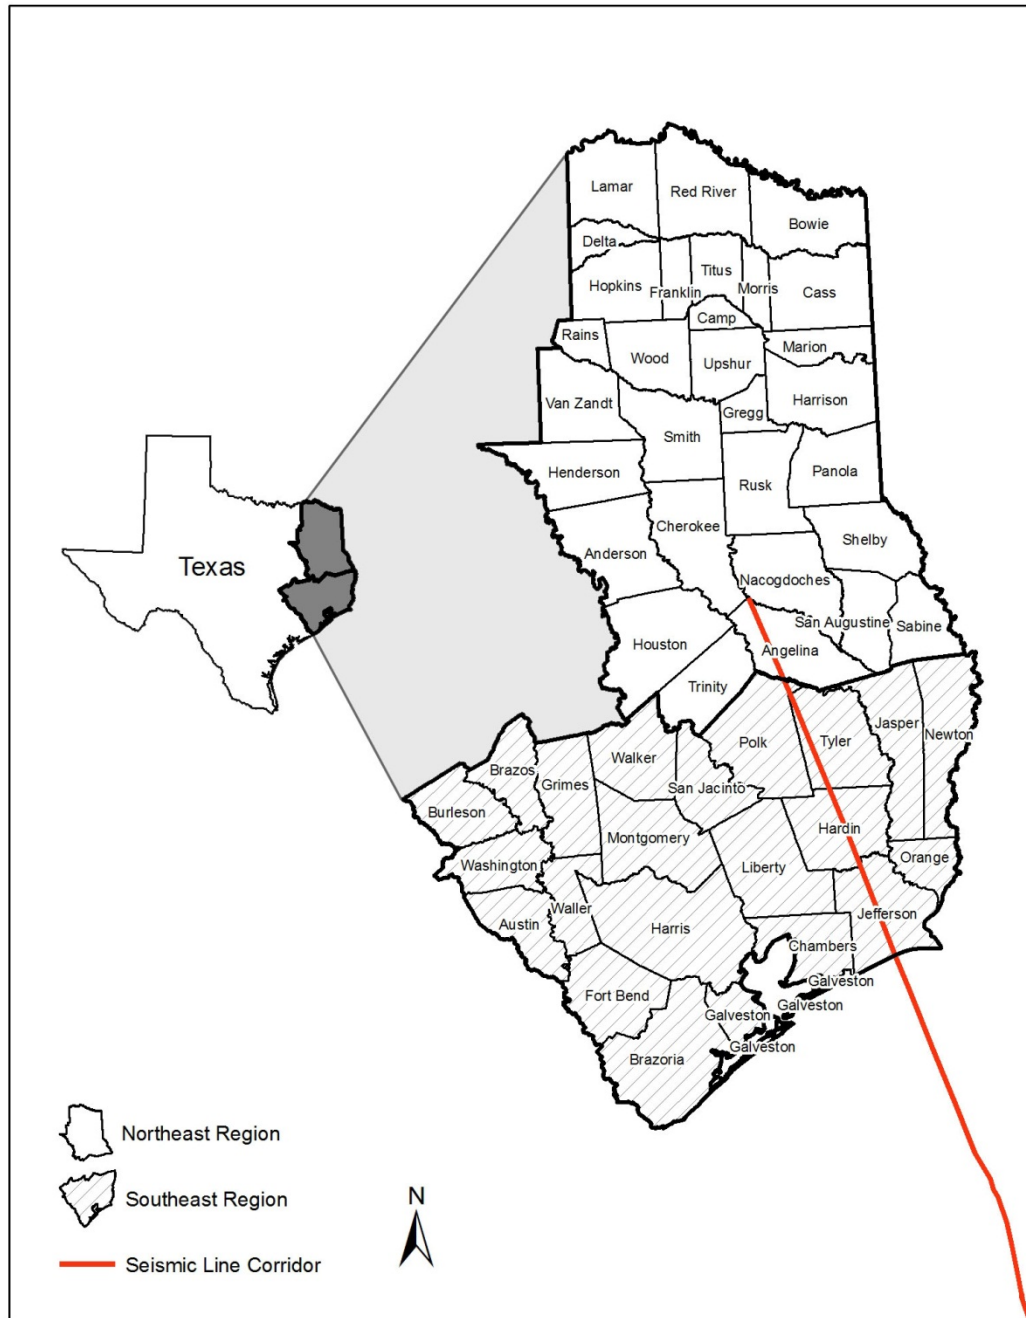 Lamar
Red River
Bowie
Delta
Titus
Hopkins
Franklin
Morris
Cass
Camp
Rains
Wood
Upshur
Marion
Van Zandt
Gregg
Harrison
Smith
Henderson
Rusk
Panola
Cherokee
Shelby
Anderson
Nacogdoches
San Augustine
Sabine
Houston
Angelina
Trinity
Texas
Polk
Tyler
Jasper
Newton
Walker
Brazos
Grimes
San Jacinto
Burleson
Montgomery
Hardin
Liberty
Orange
Washington
Waller
Austin
Harris
Jefferson
Chambers
Galveston
Fort Bend
Galveston
Galveston
Galveston
Brazoria
Northeast Region
Southeast Region
Seismic Line Corridor
N